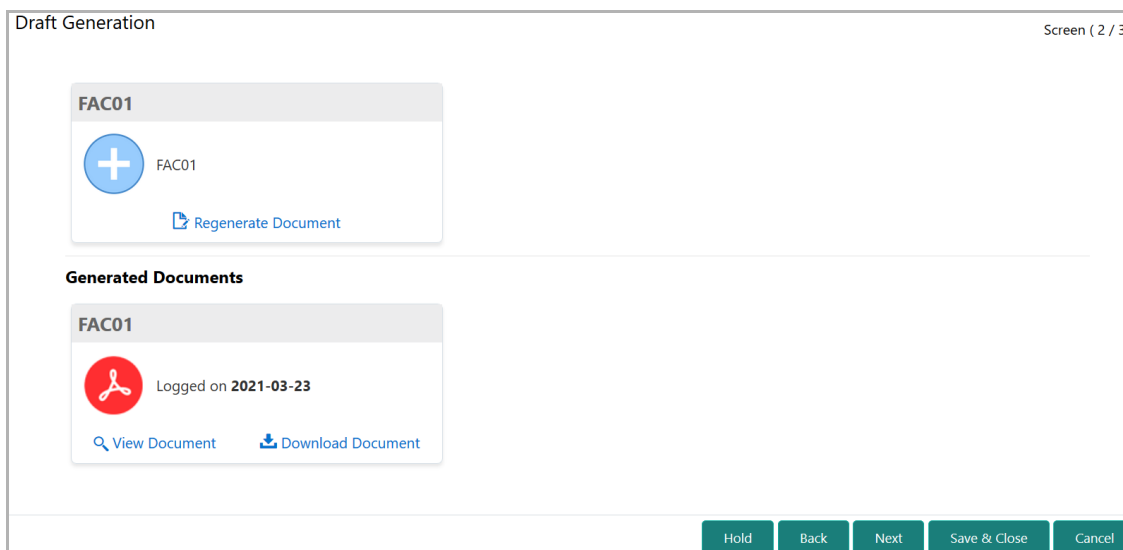 Draft Generation
Screen ( 2 / 3
FAC01
FAC01
Regenerate Document
Generated Documents
FAC01
Logged on 2021-03-23
View Document Download Document
Hold Back Next Save & Close Cancel